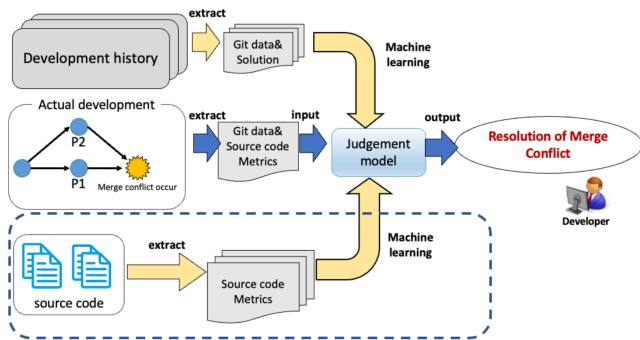 extract
Development history
Git data&
Solution
Machine
learning
Actual development
P2
P1
Merge conflict occur
extract
Git data&
Source code
Metrics
input
Judgement
model
output
Resolution of Merge
Conflict
Developer
source code
extract
Source code
Metrics
Machine
learning